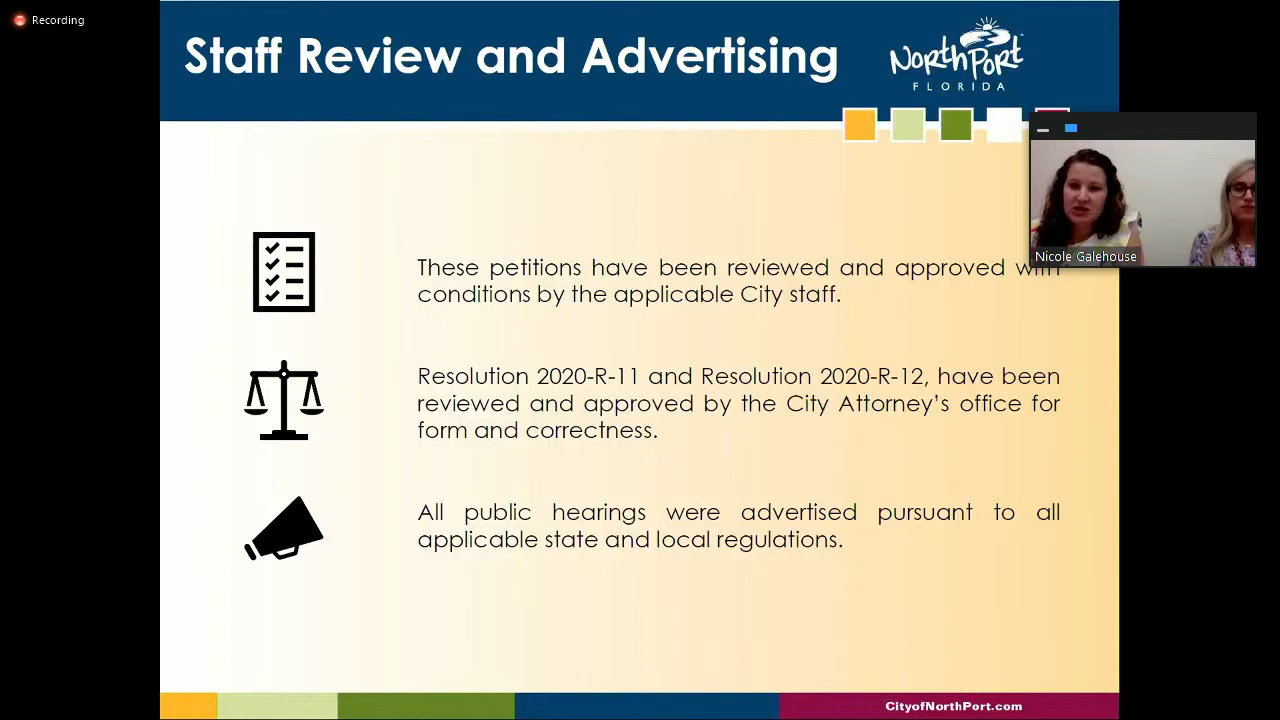 Recording
Staff Review and Advertising
NorthPort
FLORIDA
Nicole Galehouse
These petitions have been reviewed and approved with
conditions by the applicable City staff.
Resolution 2020-R-11 and Resolution 2020-R-12, have been
reviewed and approved by the City Attorney's office for
form and correctness.
All public hearings were advertised pursuant to all
applicable state and local regulations.
CityofNorthPort.com